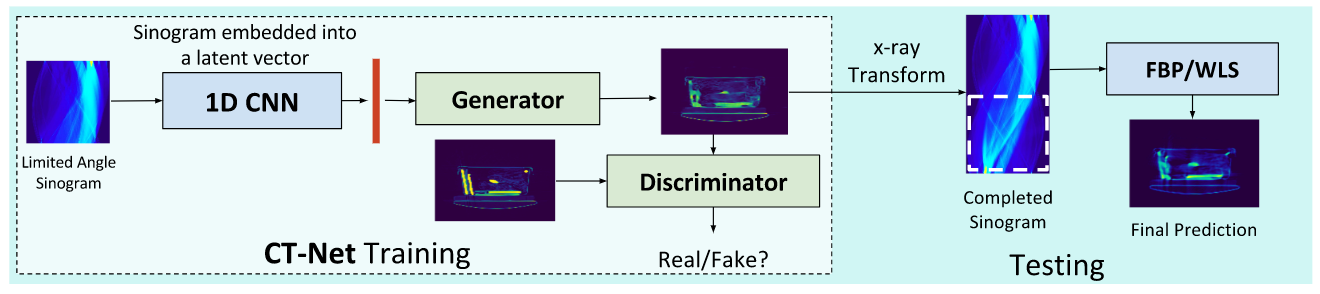 Sinogram embedded into
a latent vector
1D CNN
Limited Angle
Sinogram
Generator
Discriminator
Real/Fake?
CT-Net Training
x-ray
Transform
Completed
Sinogram
FBP/WLS
Final Prediction
Testing